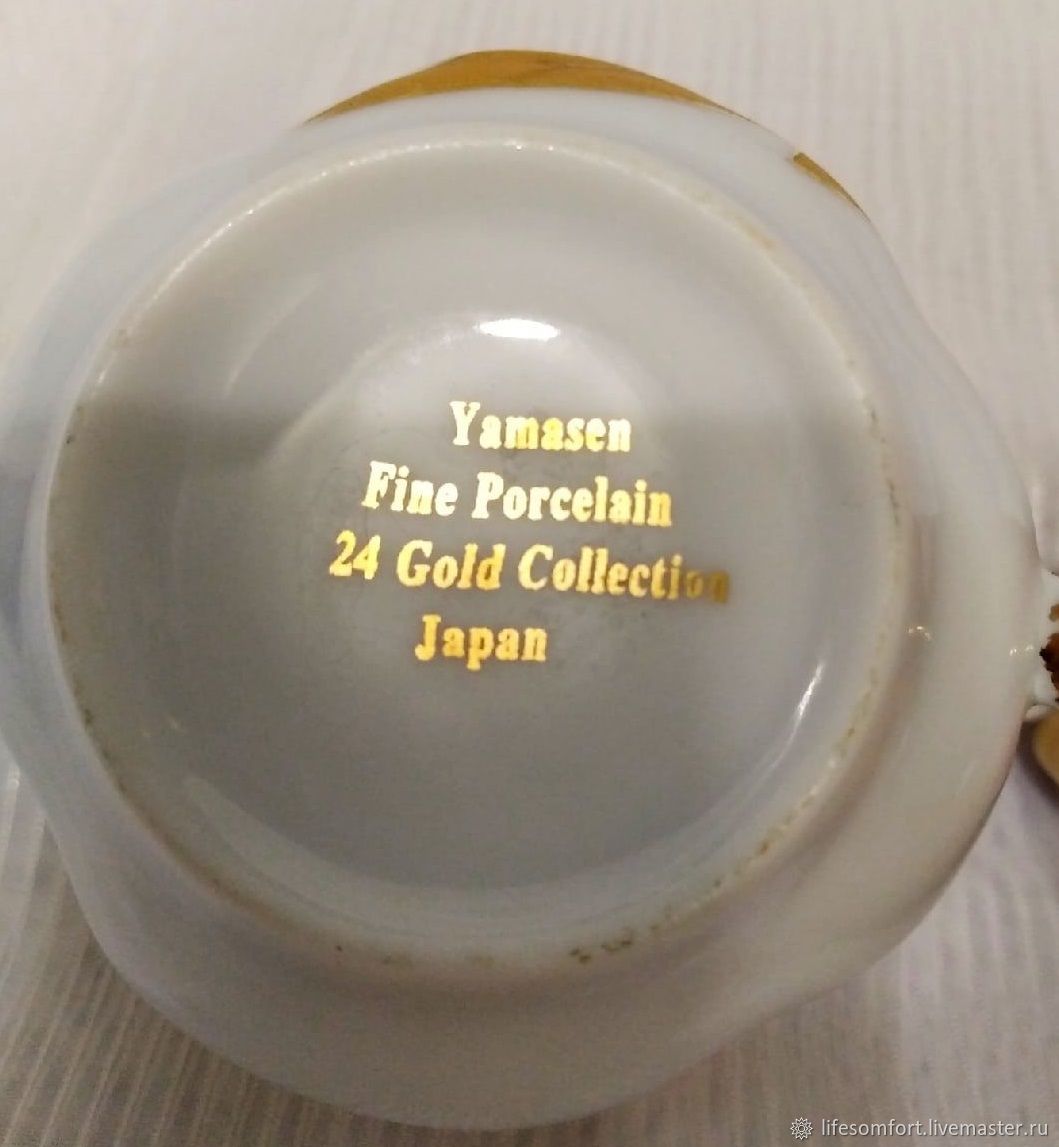 Yamasen
Fine Porcelain
24 Gold Collection
Japan
lifesomfort.livemaster.ru